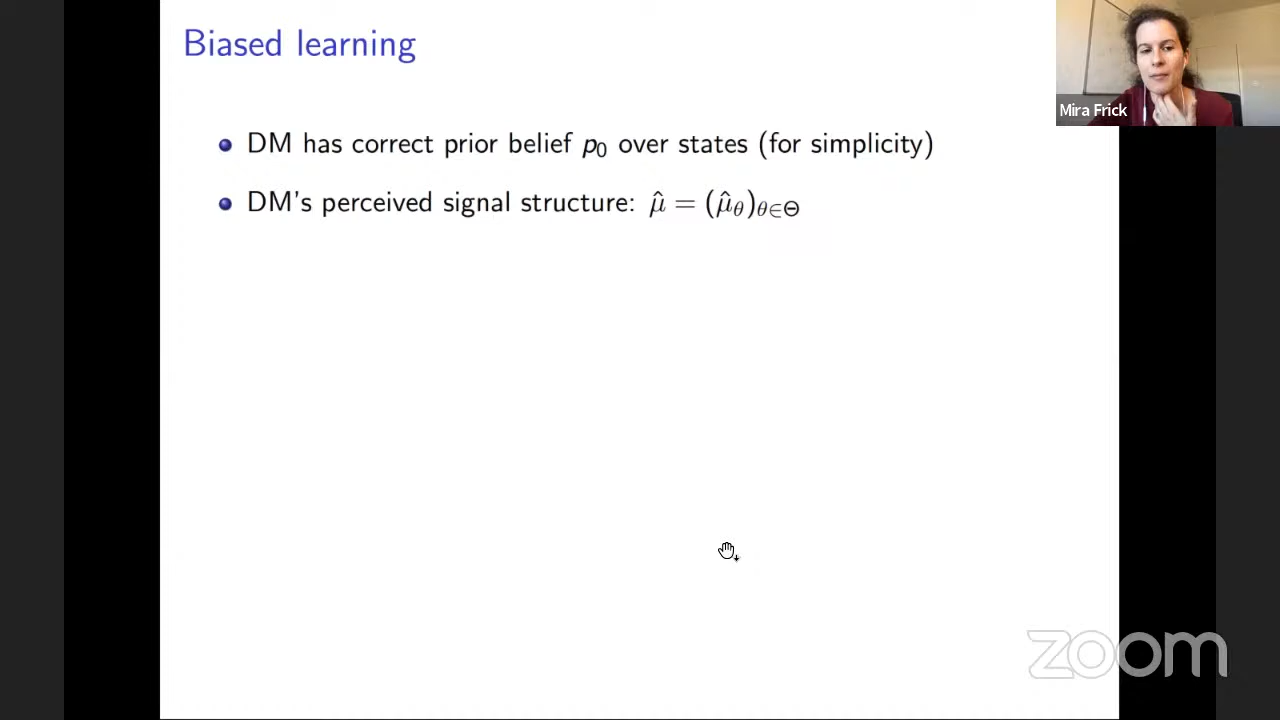 Biased learning
Mira Frick
DM has correct prior belief p₀ over states (for simplicity)
DM's perceived signal structure: μ̂ = (μ̂_θ)_{θ∈Θ}
zoom